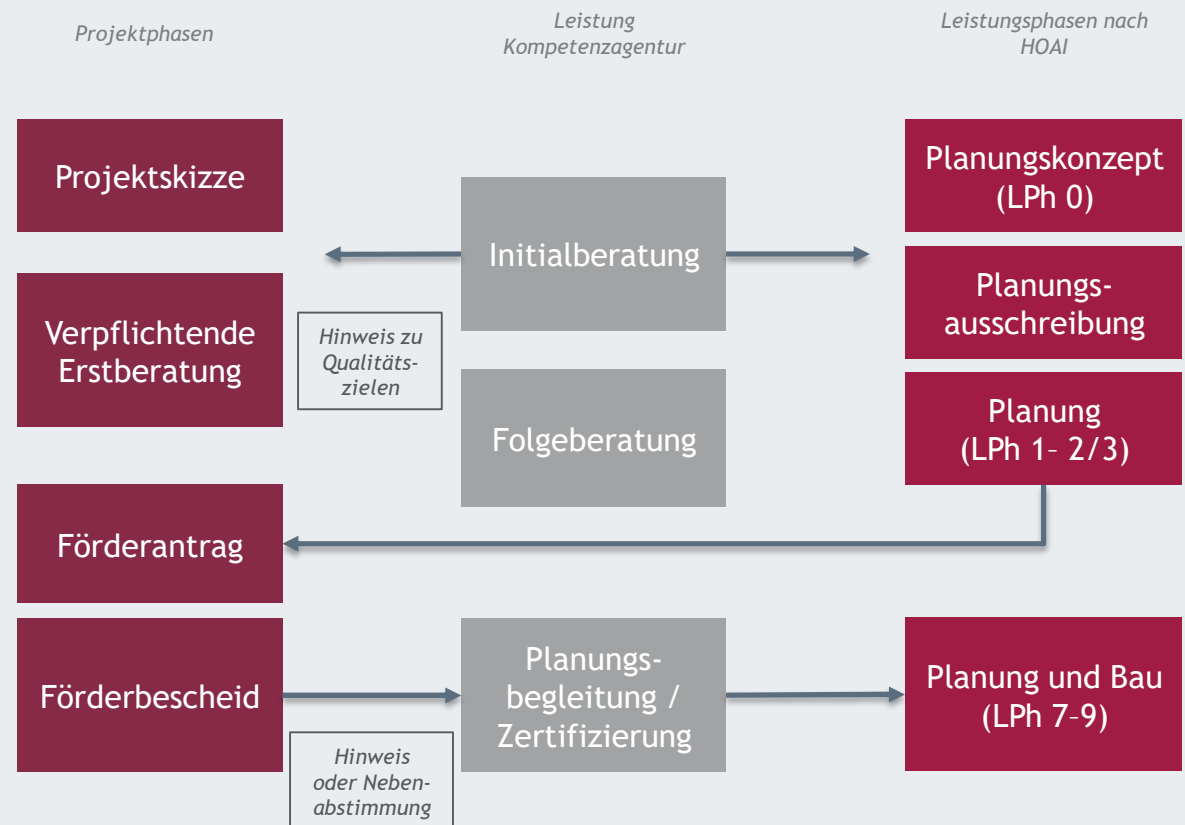 Projektphasen
Leistung
Kompetenzagentur
Leistungsphasen nach
HOAI
Projektskizze
Initialberatung
Planungskonzept
(LPh 0)
Verpflichtende
Erstberatung
Hinweis zu
Qualitäts-
zielen
Folgeberatung
Planungs-
ausschreibung
Planung
(LPh 1– 2/3)
Förderantrag
Förderbescheid
Hinweis
oder Neben-
abstimmung
Planungs-
begleitung /
Zertifizierung
Planung und Bau
(LPh 7–9)